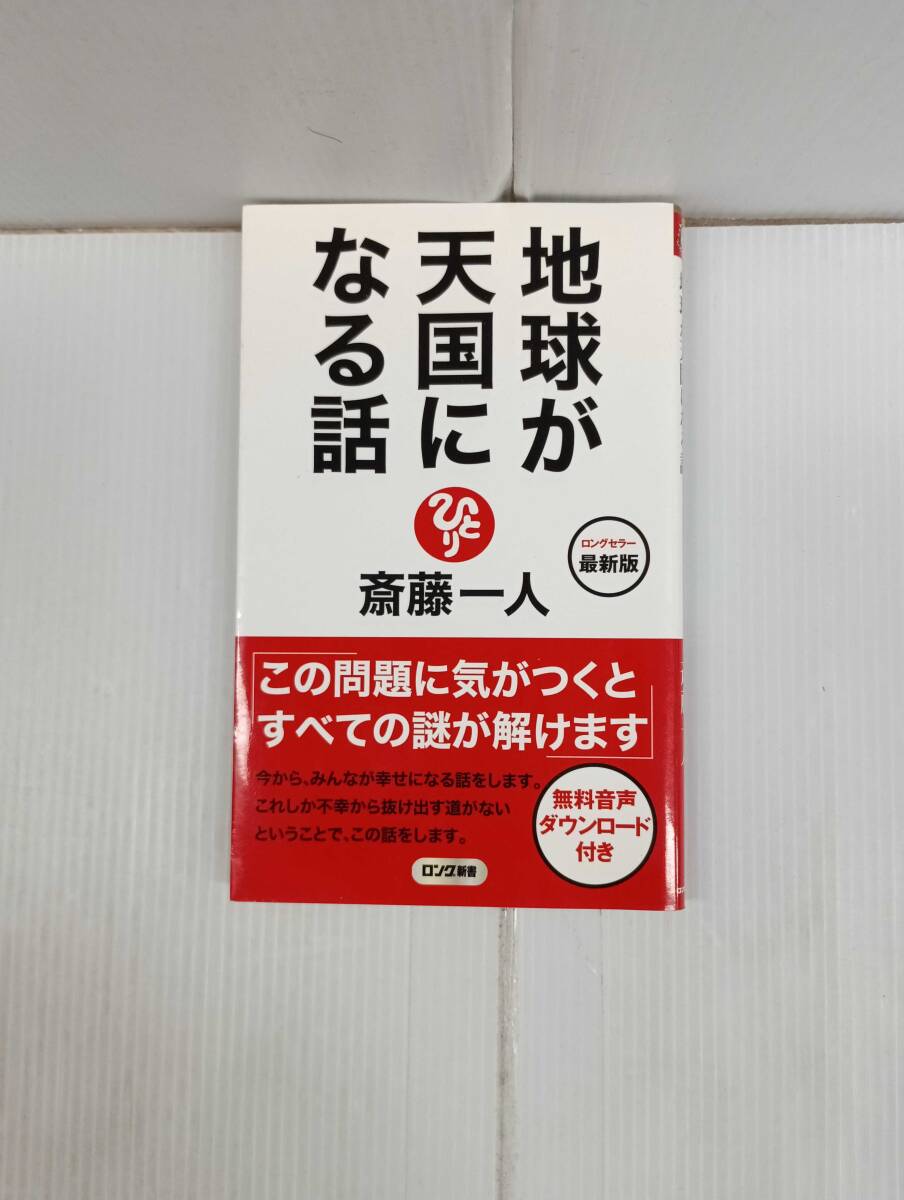 地球が
天国に
なる話
ひとり
斎藤一人
ロングセラー
最新版
「この問題に気がつくと
すべての謎が解けます」
今から、みんなが幸せになる話をします。
これしか不幸から抜け出す道がない
ということで、この話をします。
無料音声
ダウンロード
付き
ロング新書